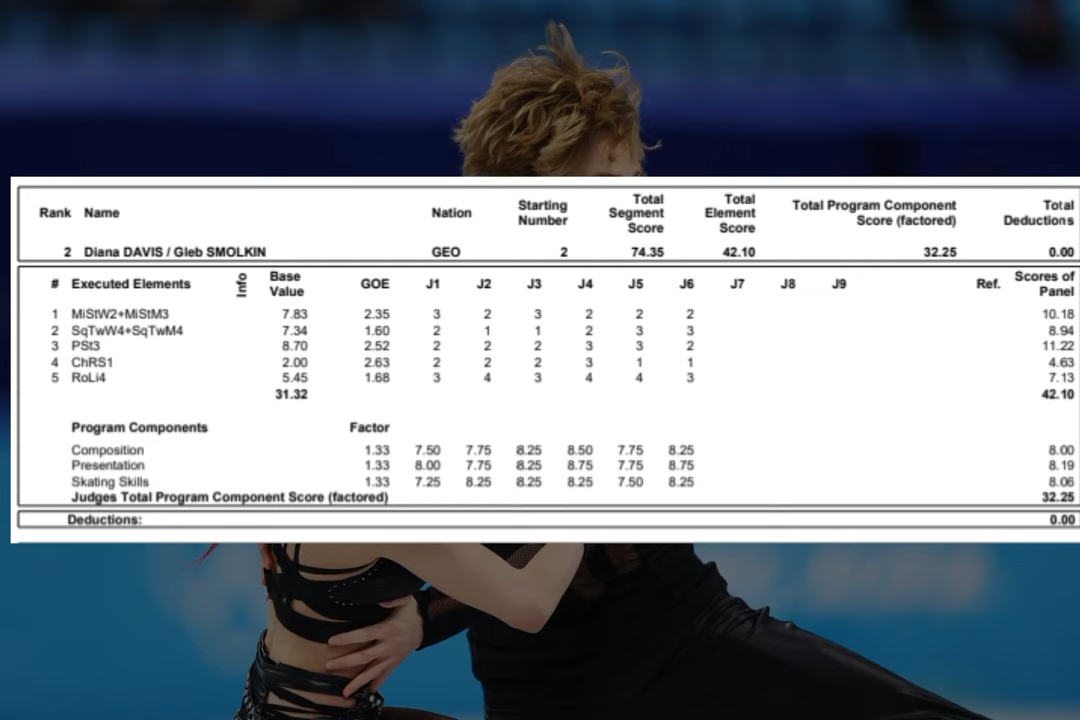 Rank Name Nation Starting Number Total Segment Score Total Element Score Total Program Component Score (factored) Total Deductions
2 Diana DAVIS / Gleb SMOLKIN GEO 2 74.35 42.10 32.25 0.00
# Executed Elements Info Base Value GOE J1 J2 J3 J4 J5 J6 J7 J8 J9 Ref. Scores of Panel
1 MiStW2+MiStM3 7.83 2.35 3 2 3 2 2 2 10.18
2 SqTwW4+SqTwM4 7.34 1.60 2 1 1 2 3 3 8.94
3 PSt3 8.70 2.52 2 2 2 3 3 2 11.22
4 ChRS1 2.00 2.63 2 2 2 3 1 1 4.63
5 RoLi4 5.45 1.68 3 4 3 4 4 3 7.13
31.32 42.10
Program Components Factor
Composition 1.33 7.50 7.75 8.25 8.50 7.75 8.25 8.00
Presentation 1.33 8.00 7.75 8.25 8.75 7.75 8.75 8.19
Skating Skills 1.33 7.25 8.25 8.25 8.25 7.50 8.25 8.06
Judges Total Program Component Score (factored) 32.25
Deductions: 0.00